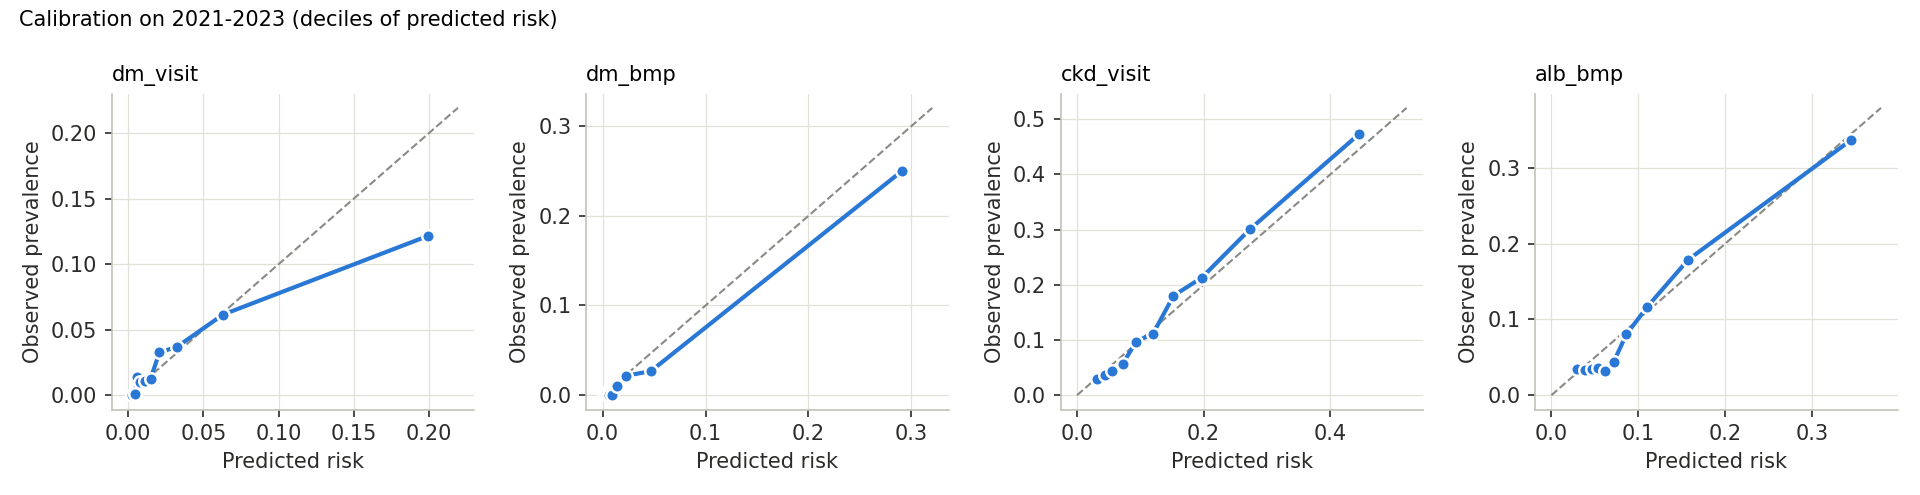 Calibration on 2021-2023 (deciles of predicted risk)
dm_visit
Observed prevalence
0.20
0.15
0.10
0.05
0.00
0.00 0.05 0.10 0.15 0.20
Predicted risk
dm_bmp
Observed prevalence
0.3
0.2
0.1
0.0
0.0 0.1 0.2 0.3
Predicted risk
ckd_visit
Observed prevalence
0.5
0.4
0.3
0.2
0.1
0.0
0.0 0.2 0.4
Predicted risk
alb_bmp
Observed prevalence
0.3
0.2
0.1
0.0
0.0 0.1 0.2 0.3
Predicted risk